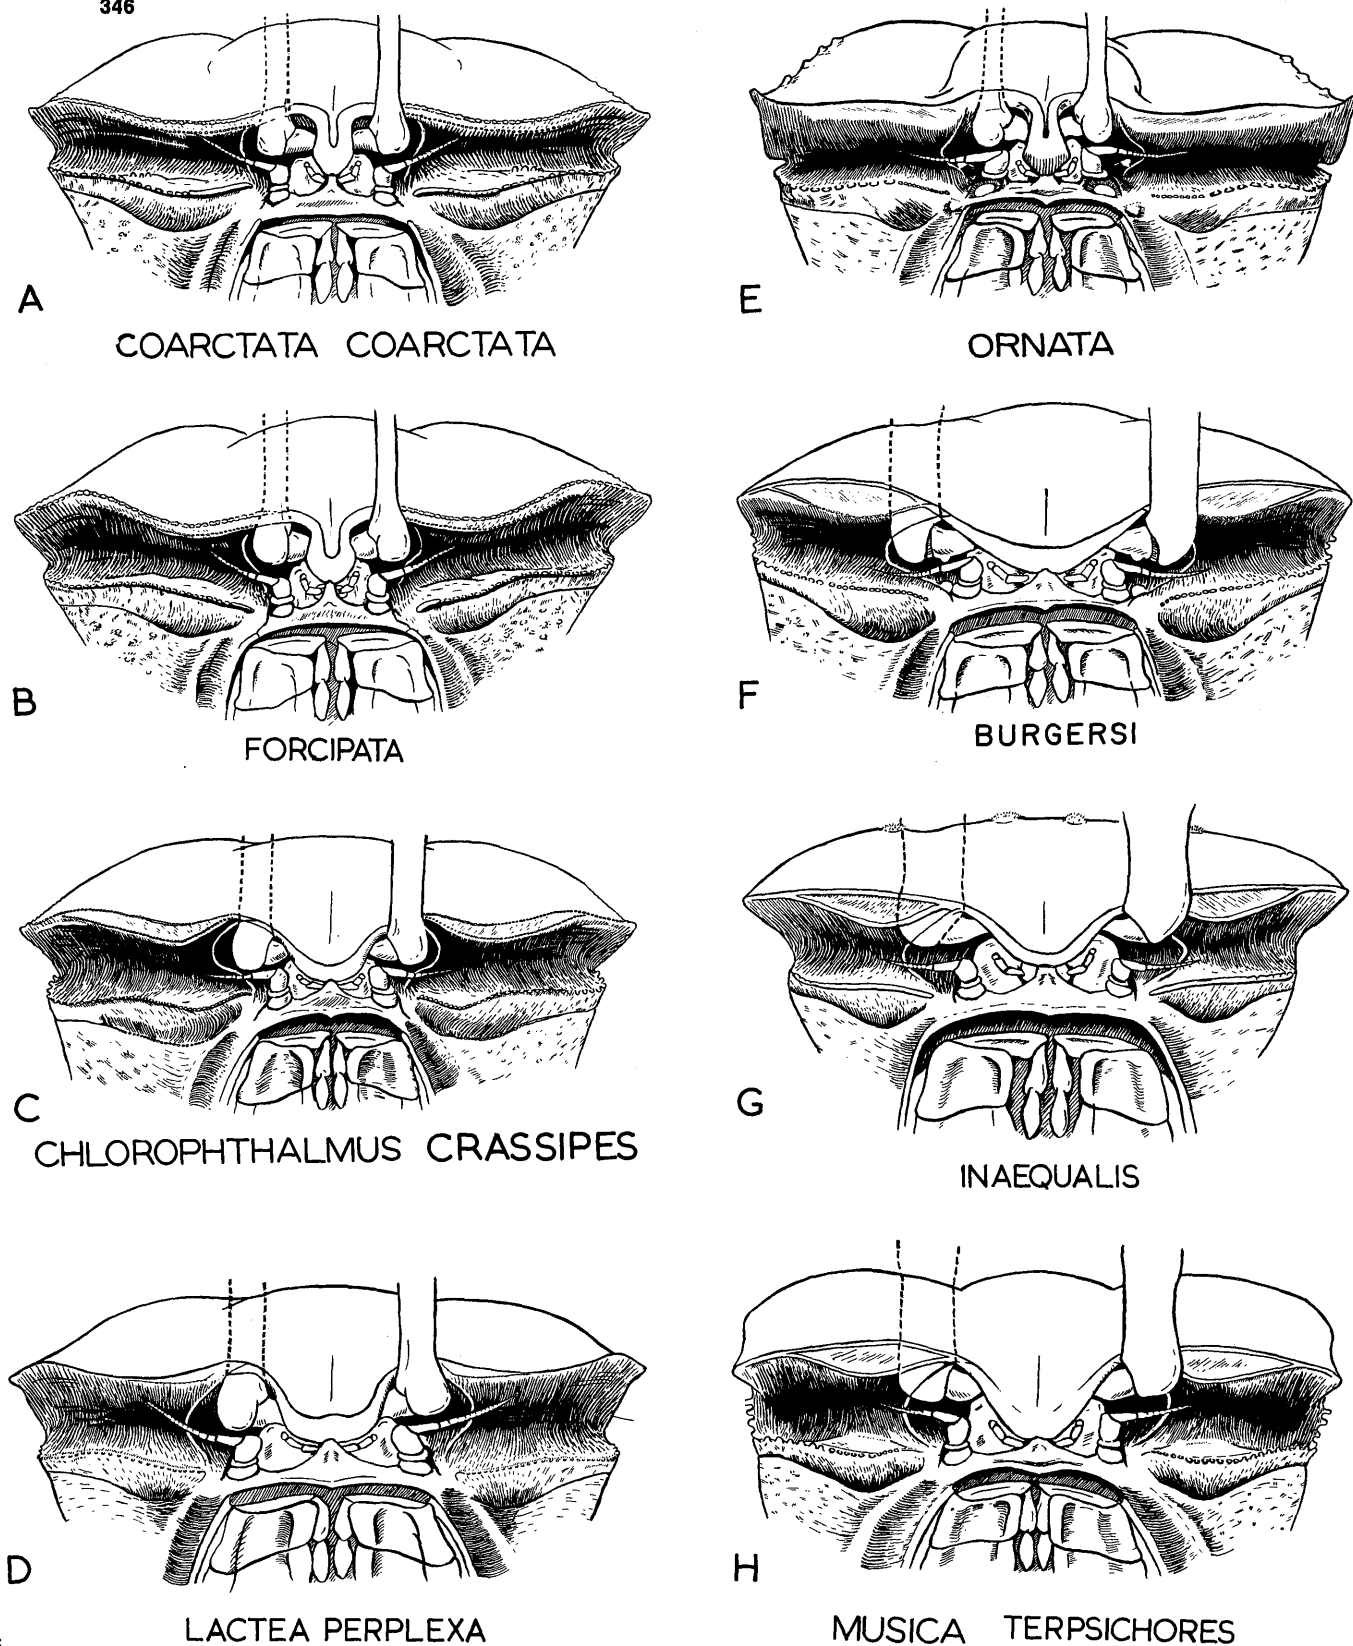 346
A
COARCTATA COARCTATA
B
FORCIPATA
C
CHLOROPHTHALMUS CRASSIPES
D
LACTEA PERPLEXA
E
ORNATA
F
BURGERSI
G
INAEQUALIS
H
MUSICA TERPSICHORES